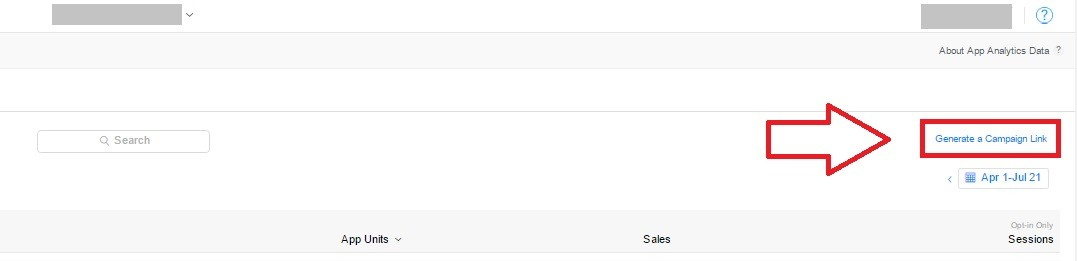 ?
About App Analytics Data ?
Search
Generate a Campaign Link
‹ Apr 1-Jul 21
Opt-in Only
App Units Sales Sessions